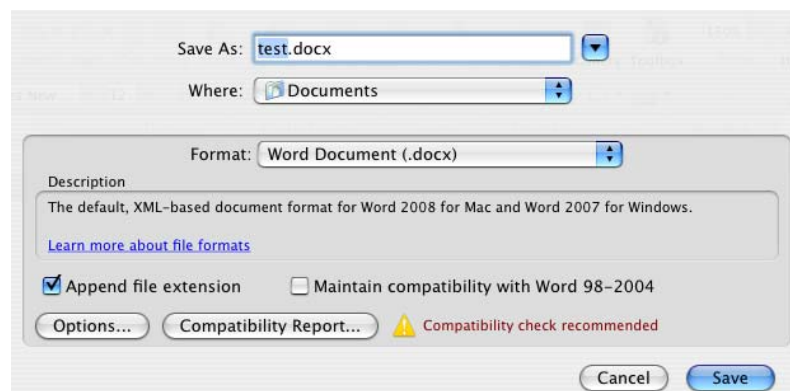 Save As: test.docx
Where: Documents
Format: Word Document (.docx)
Description
The default, XML-based document format for Word 2008 for Mac and Word 2007 for Windows.
Learn more about file formats
Append file extension Maintain compatibility with Word 98-2004
Options... Compatibility Report... Compatibility check recommended
Cancel Save